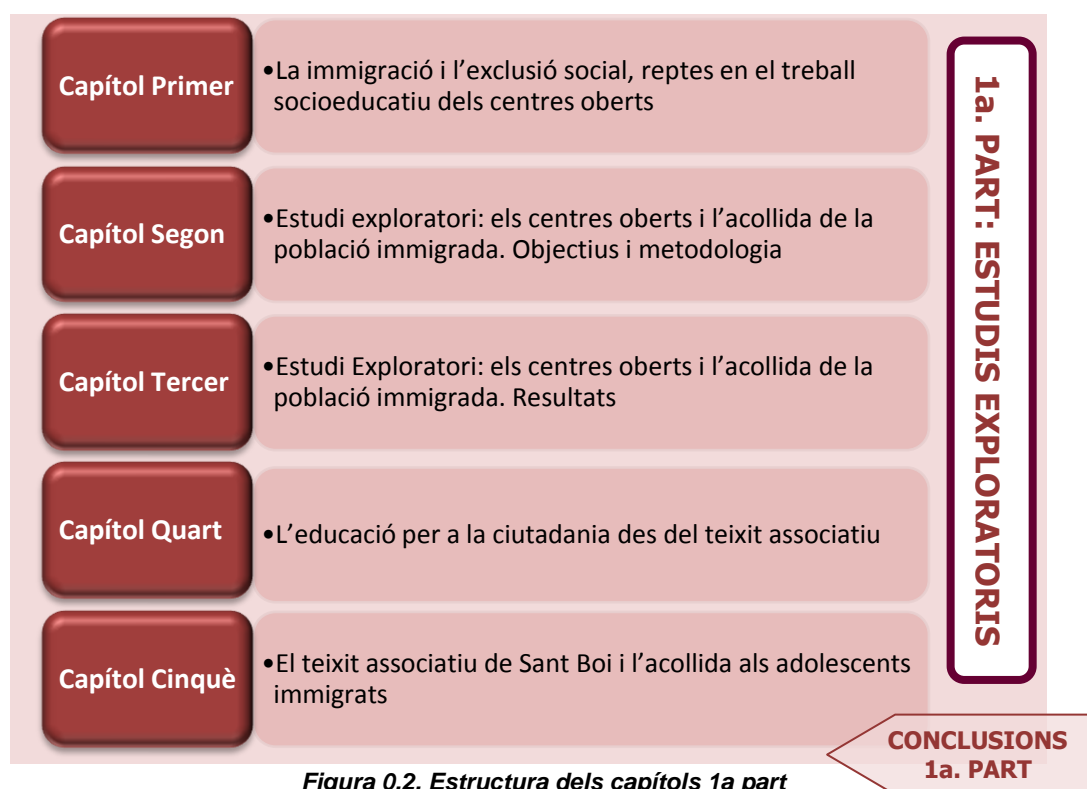 Capítol Primer
•La immigració i l'exclusió social, reptes en el treball
socioeducatiu dels centres oberts
Capítol Segon
•Estudi exploratori: els centres oberts i l'acollida de la
població immigrada. Objectius i metodologia
Capítol Tercer
•Estudi Exploratori: els centres oberts i l'acollida de la
població immigrada. Resultats
Capítol Quart
•L'educació per a la ciutadania des del teixit associatiu
Capítol Cinquè
•El teixit associatiu de Sant Boi i l'acollida als adolescents
immigrats
1a. PART: ESTUDIS EXPLORATORIS
CONCLUSIONS
1a. PART
Figura 0.2. Estructura dels capítols 1a part